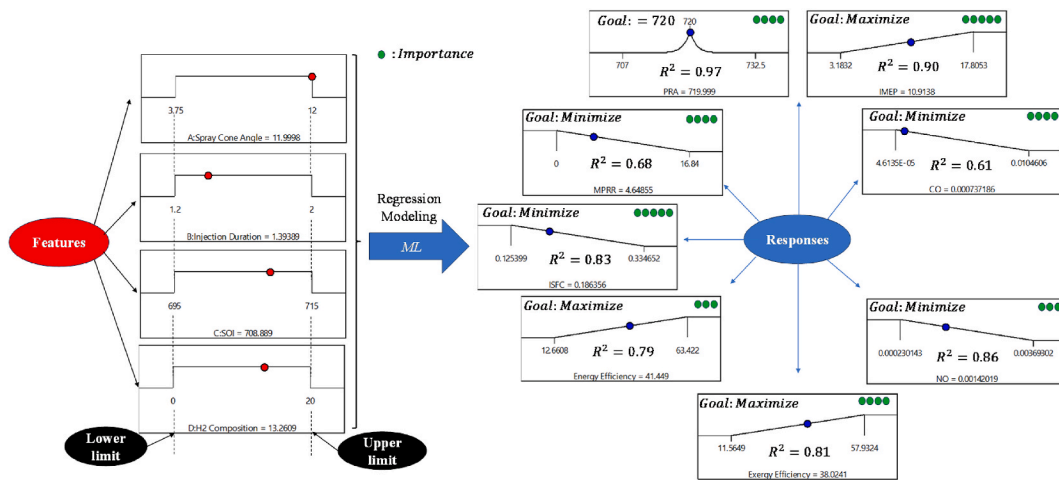 : Importance
Features
3.75
12
A:Spray Cone Angle = 11.9998
1.2
2
B:Injection Duration = 1.39389
695
715
C:SOI = 708.889
0
20
D:H2 Composition = 13.2609
Lower
limit
Upper
limit
Regression
Modeling
ML
Goal: = 720
720
707
732.5
R² = 0.97
PRA = 719.999
Goal: Maximize
3.1832
17.8053
R² = 0.90
IMEP = 10.9138
Goal: Minimize
0
16.84
R² = 0.68
MPRR = 4.64855
Goal: Minimize
4.6135E-05
0.0104606
R² = 0.61
CO = 0.000737186
Goal: Minimize
0.125399
0.334652
R² = 0.83
ISFC = 0.186356
Responses
Goal: Maximize
12.6608
63.422
R² = 0.79
Energy Efficiency = 41.449
Goal: Minimize
0.000230143
0.00369302
R² = 0.86
NO = 0.00142019
Goal: Maximize
11.5649
57.9324
R² = 0.81
Exergy Efficiency = 38.0241